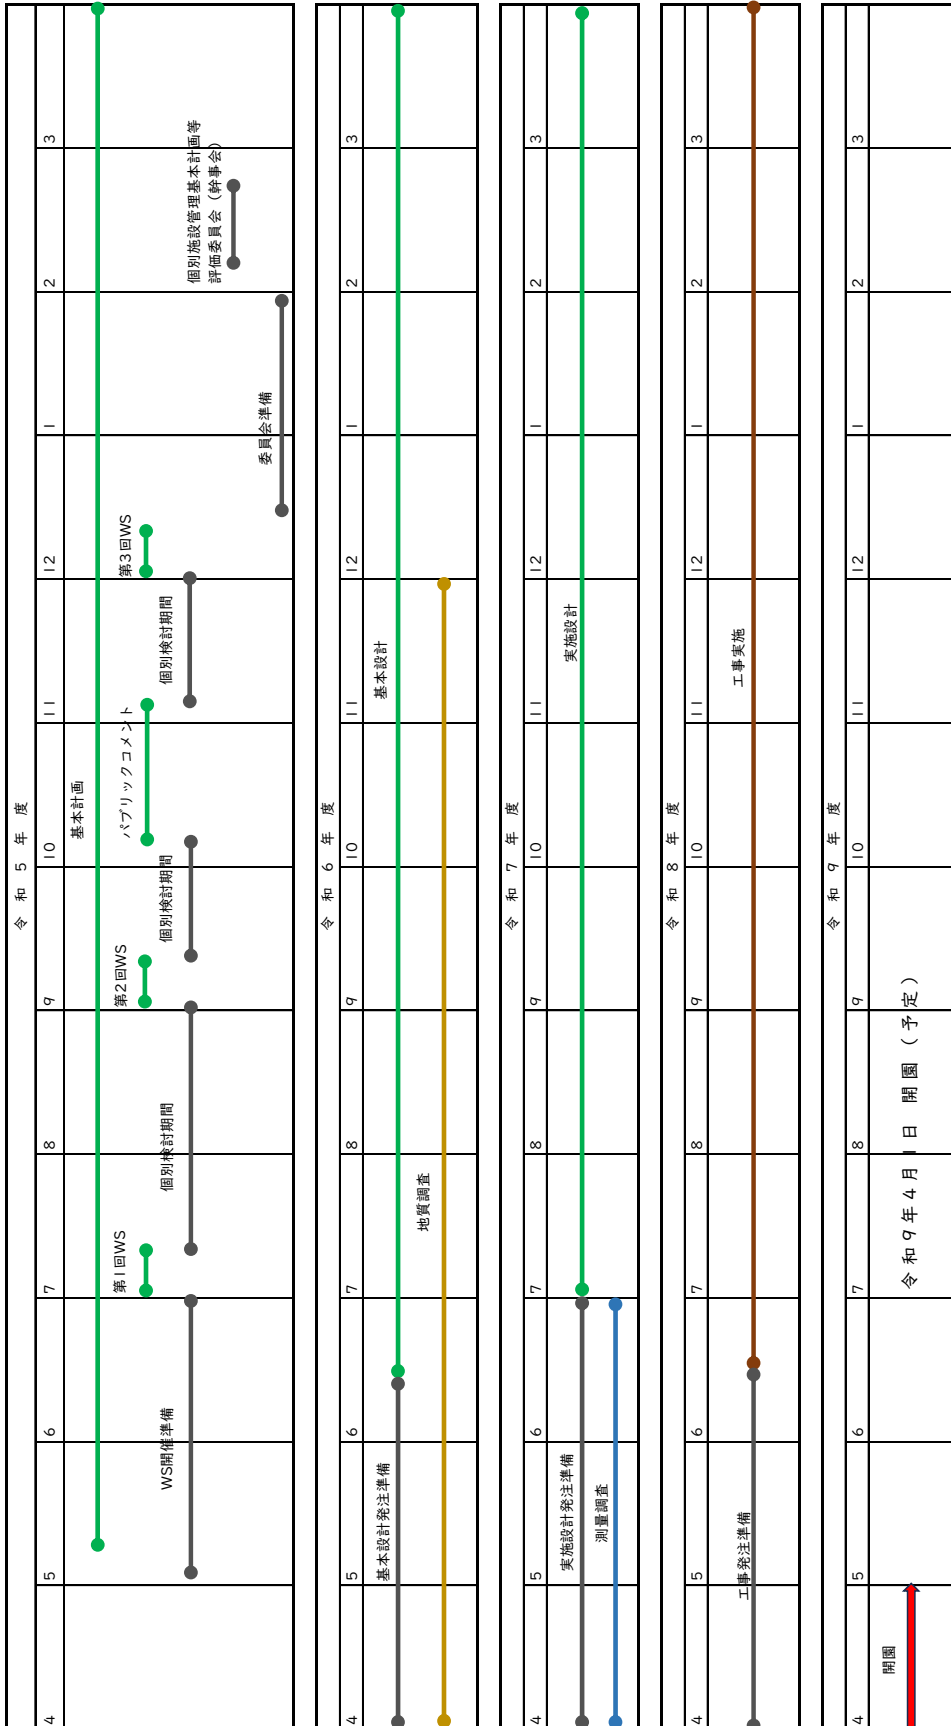 令和5年度
4 5 6 7 8 9 10 11 12 1 2 3
基本計画
第1回WS
第2回WS
パブリックコメント
第3回WS
WS開催準備
個別検討期間
個別検討期間
個別検討期間
個別施設管理基本計画等
評価委員会（幹事会）
委員会準備
令和6年度
4 5 6 7 8 9 10 11 12 1 2 3
基本設計発注準備
基本設計
地質調査
令和7年度
4 5 6 7 8 9 10 11 12 1 2 3
実施設計発注準備
実施設計
測量調査
令和8年度
4 5 6 7 8 9 10 11 12 1 2 3
工事発注準備
工事実施
令和9年度
4 5 6 7 8 9 10 11 12 1 2 3
開園
令和9年4月1日 開園（予定）